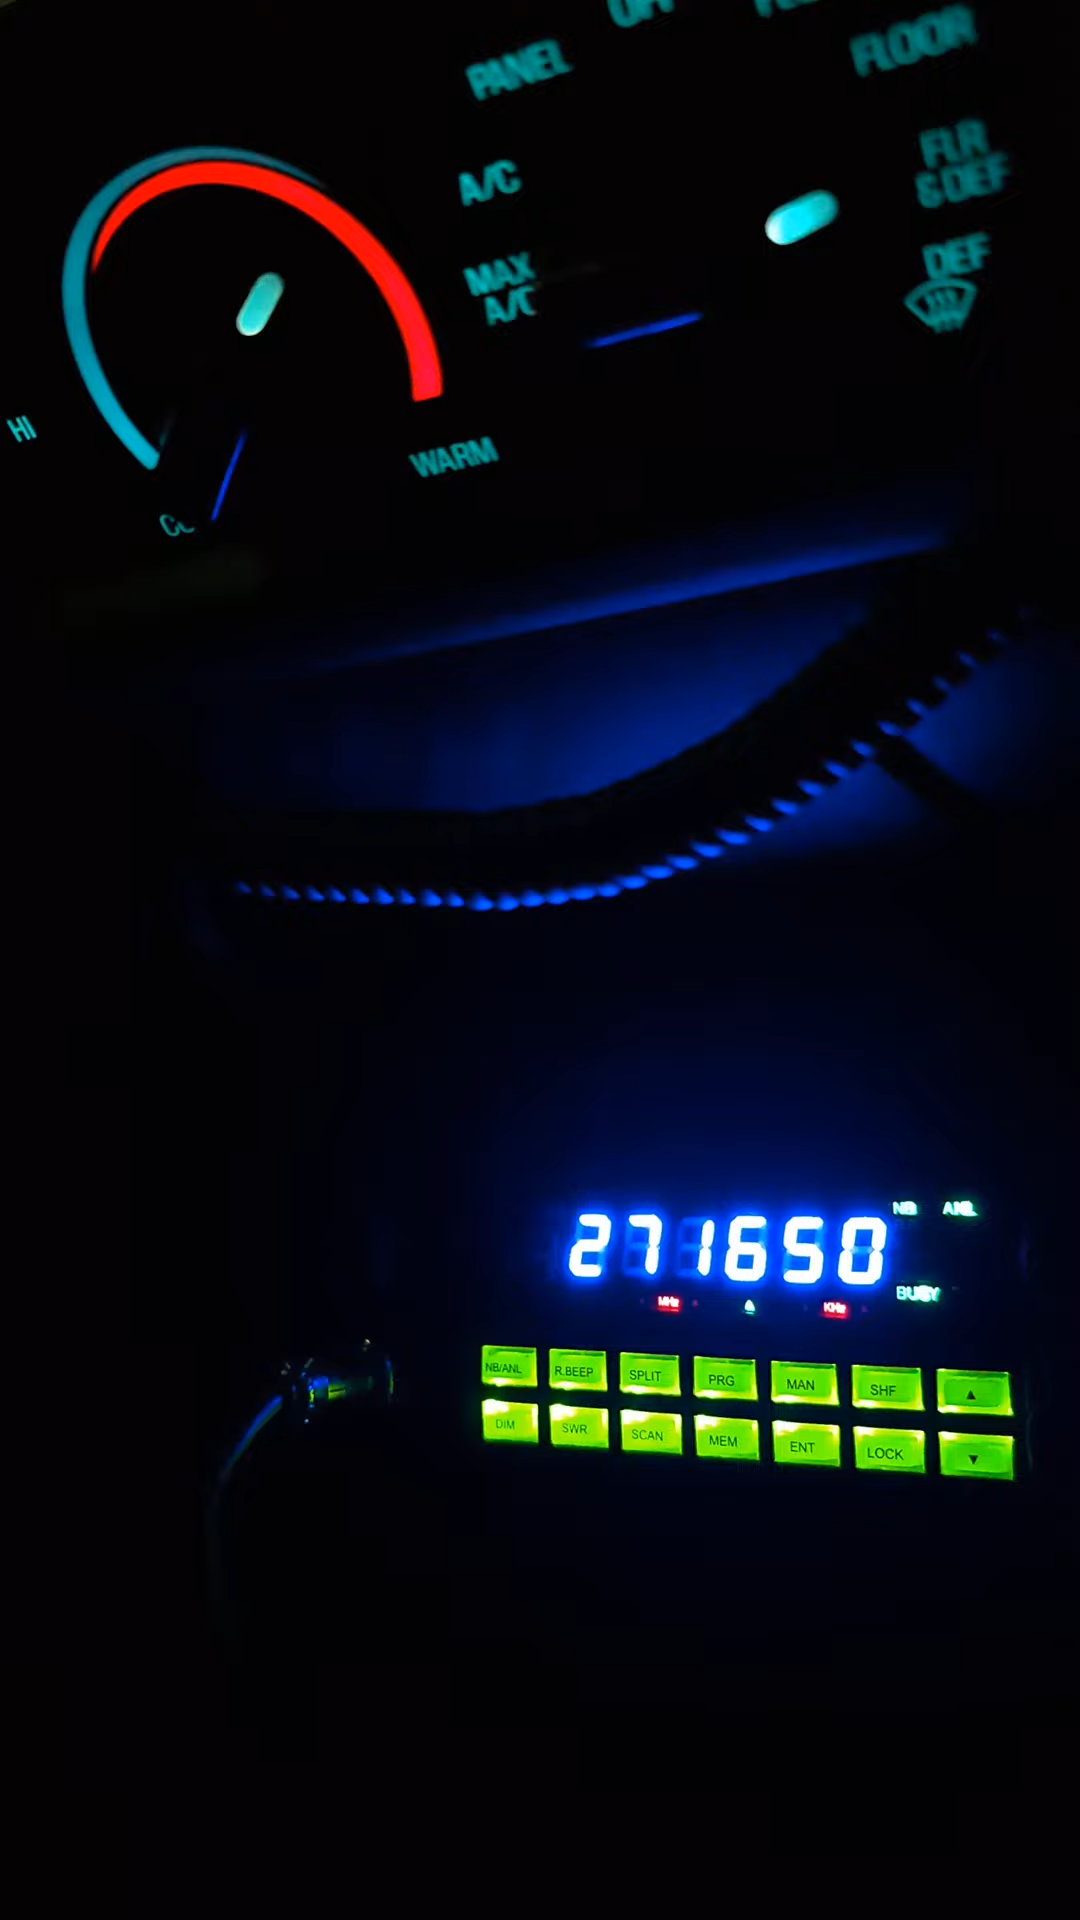 PANEL
FLOOR
A/C
FLR
& DEF
MAX
A/C
DEF
HI
WARM
271650
NB ANL
MHz KHz
BUSY
NB/ANL R.BEEP SPLIT PRG MAN SHF ▲
DIM SWR SCAN MEM ENT LOCK ▼